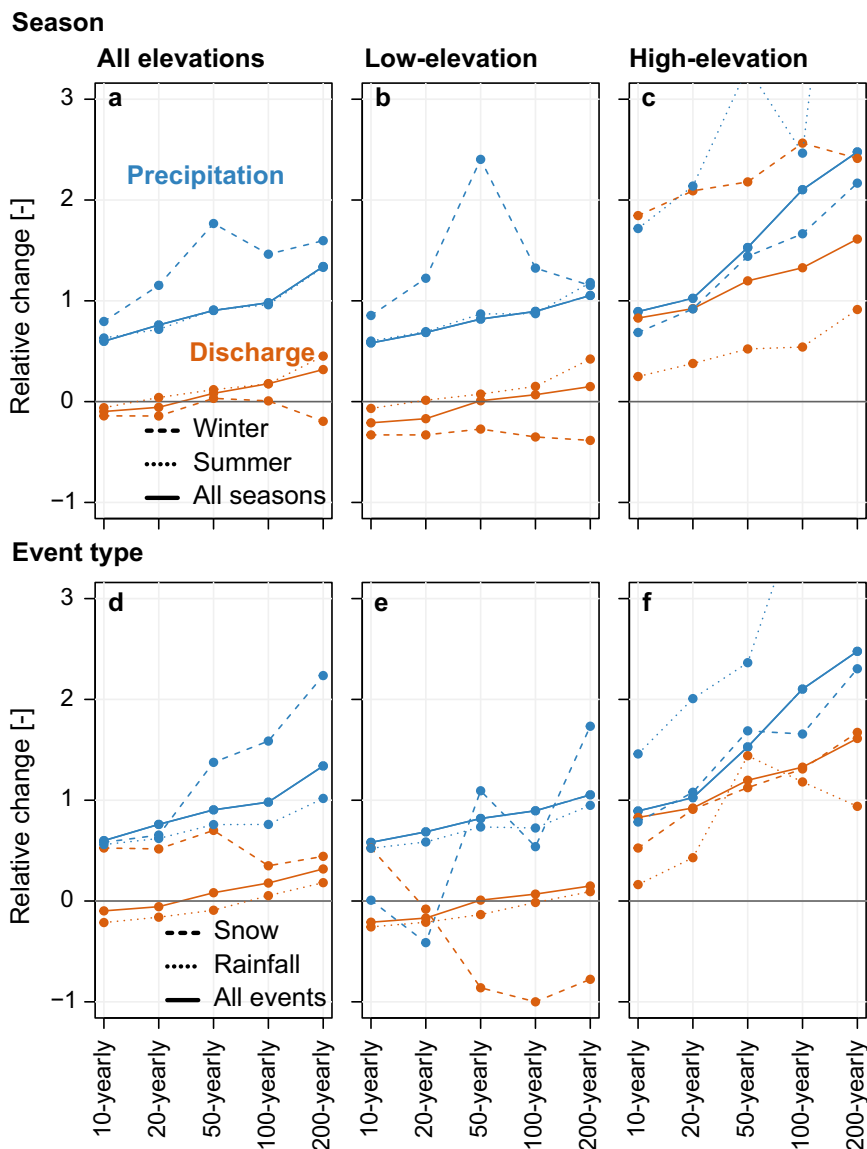 Season
All elevations Low-elevation High-elevation
a b c
Relative change [-]
3
2
1
0
−1
Precipitation
Discharge
Winter
Summer
All seasons
Event type
d e f
Relative change [-]
3
2
1
0
−1
Snow
Rainfall
All events
10-yearly 20-yearly 50-yearly 100-yearly 200-yearly 10-yearly 20-yearly 50-yearly 100-yearly 200-yearly 10-yearly 20-yearly 50-yearly 100-yearly 200-yearly